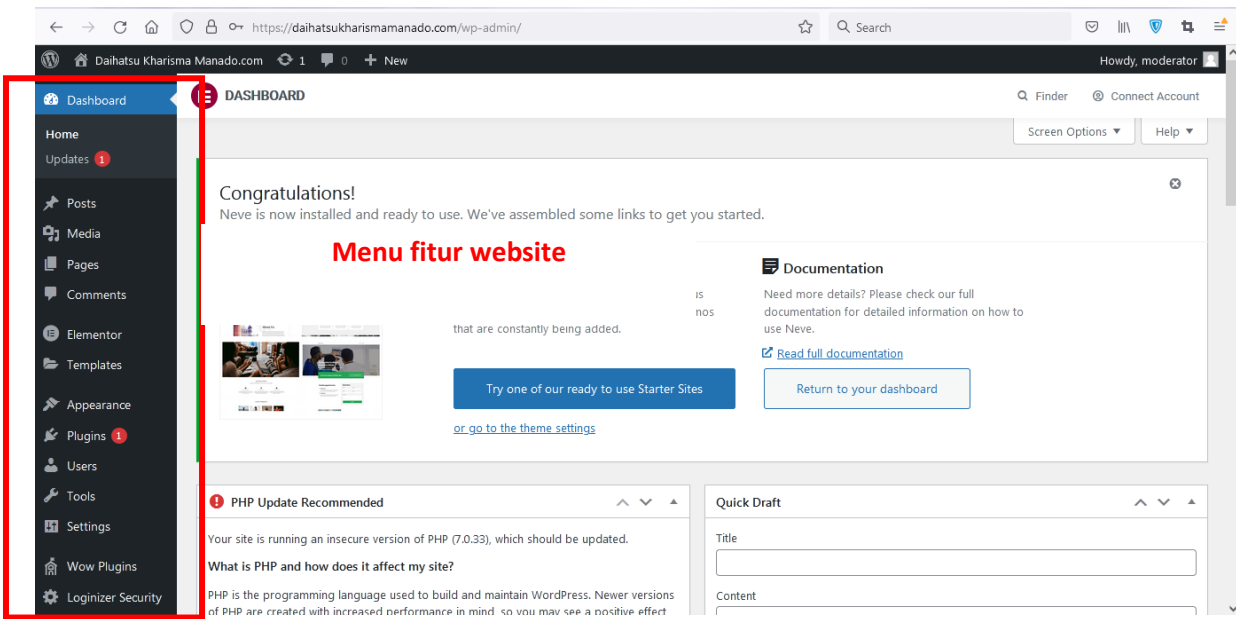 https://daihatsukharismamanado.com/wp-admin/
Search
Daihatsu Kharisma Manado.com 1 0 + New
Howdy, moderator
Dashboard
Home
Updates 1
Posts
Media
Pages
Comments
Elementor
Templates
Appearance
Plugins 1
Users
Tools
Settings
Wow Plugins
Loginizer Security
DASHBOARD
Finder
Connect Account
Screen Options
Help
Congratulations!
Neve is now installed and ready to use. We've assembled some links to get you started.
Menu fitur website
that are constantly being added.
Try one of our ready to use Starter Sites
or go to the theme settings
Documentation
Need more details? Please check our full
documentation for detailed information on how to
use Neve.
Read full documentation
Return to your dashboard
PHP Update Recommended
Your site is running an insecure version of PHP (7.0.33), which should be updated.
What is PHP and how does it affect my site?
PHP is the programming language used to build and maintain WordPress. Newer versions
of PHP are created with increased performance in mind, so you may see a positive effect
Quick Draft
Title
Content